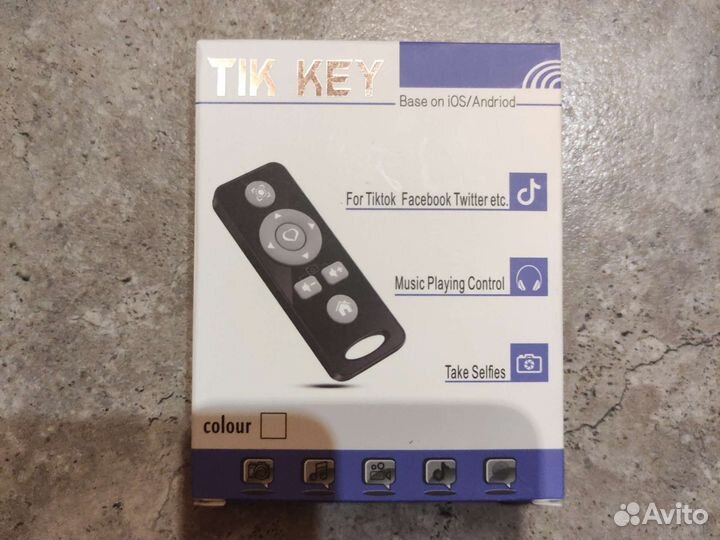 TIK KEY
Base on iOS/Andriod
For Tiktok Facebook Twitter etc.
Music Playing Control
Take Selfies
colour
Avito